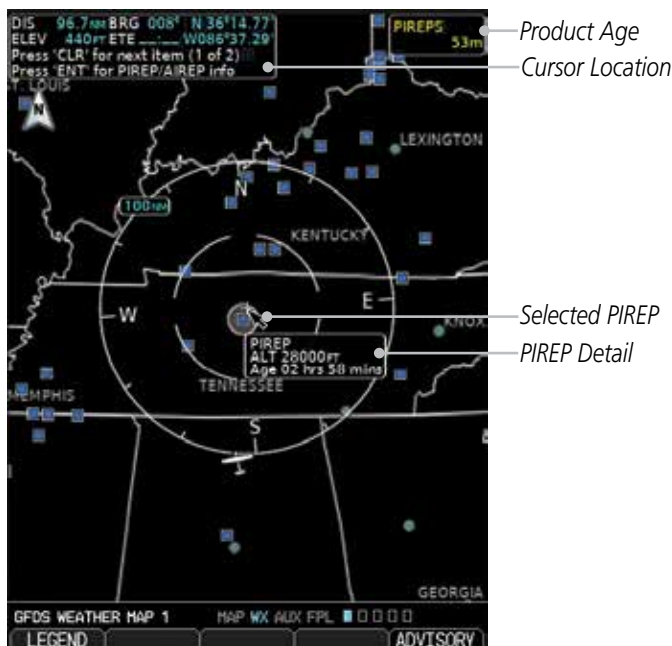 DIS 96.7NM BRG 008° N 36°14.77'
ELEV 440FT ETE __:__ W086°37.29'
Press 'CLR' for next item (1 of 2)
Press 'ENT' for PIREP/AIREP info
PIREPS
53m
Product Age
Cursor Location
ST. LOUIS
N
LEXINGTON
N
100NM
KENTUCKY
W
E
Selected PIREP
KNOX
PIREP
ALT 28000FT
Age 02 hrs 58 mins
PIREP Detail
TENNESSEE
MEMPHIS
S
GEORGIA
GFDS WEATHER MAP 1 MAP WX AUX FPL
LEGEND ADVISORY